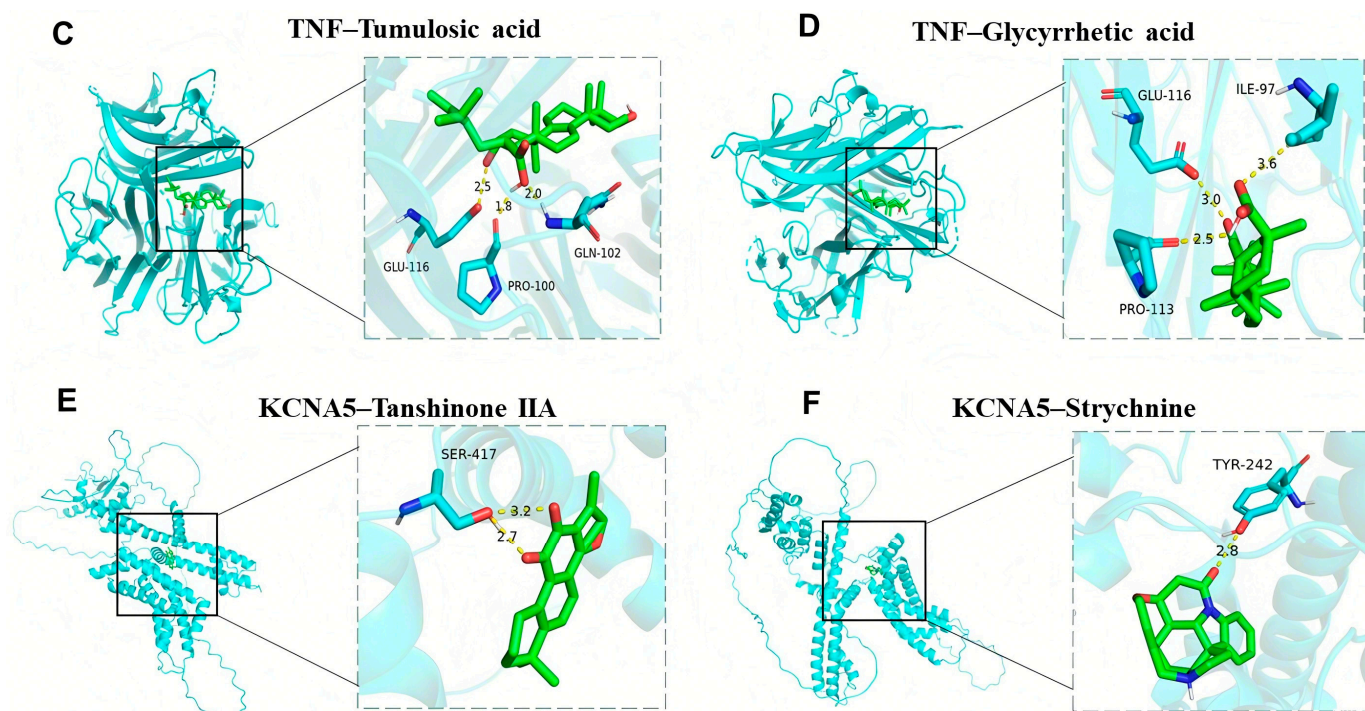 C
TNF–Tumulosic acid
2.5
2.0
1.8
GLU-116
GLN-102
PRO-100
D
TNF–Glycyrrhetic acid
GLU-116
ILE-97
3.6
3.0
2.5
PRO-113
E
KCNA5–Tanshinone IIA
SER-417
3.2
2.7
F
KCNA5–Strychnine
TYR-242
2.8